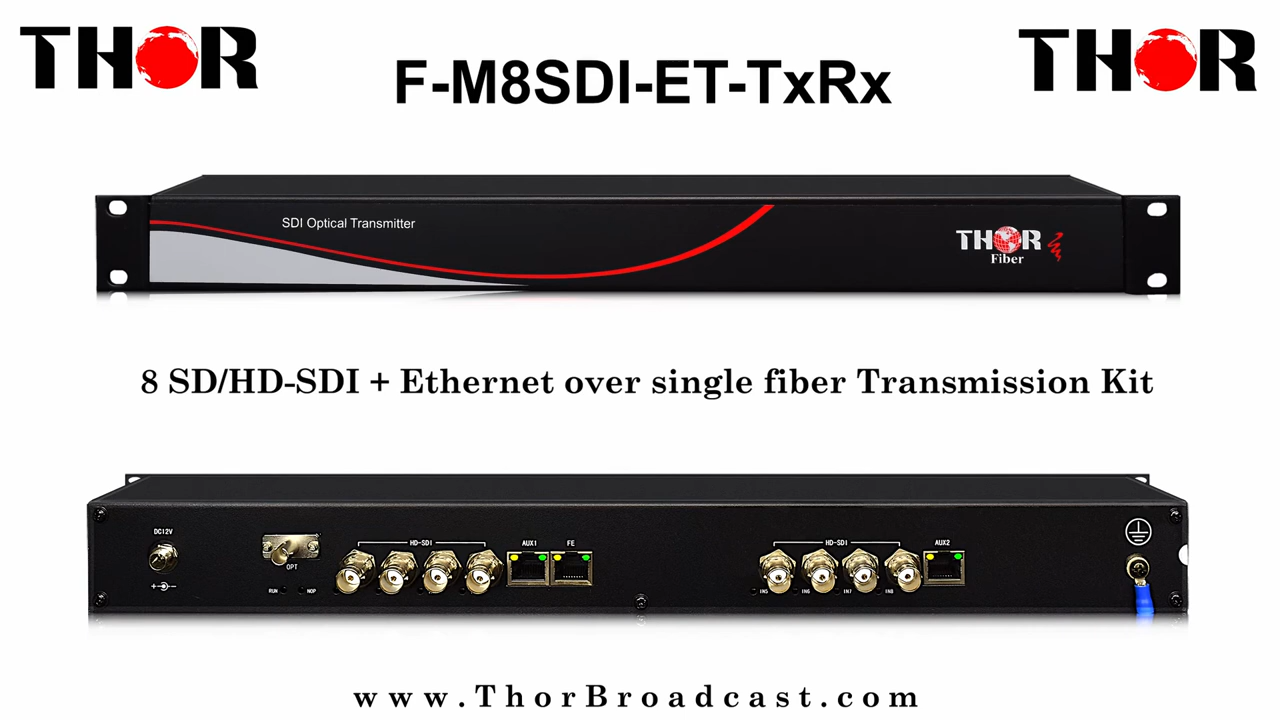 THOR
F-M8SDI-ET-TxRx
THOR
SDI Optical Transmitter
THOR
Fiber
8 SD/HD-SDI + Ethernet over single fiber Transmission Kit
DC12V
OPT
RUN
NOP
HD-SDI
AUX1
FE
HD-SDI
IN5
IN6
IN7
IN8
AUX2
www.ThorBroadcast.com